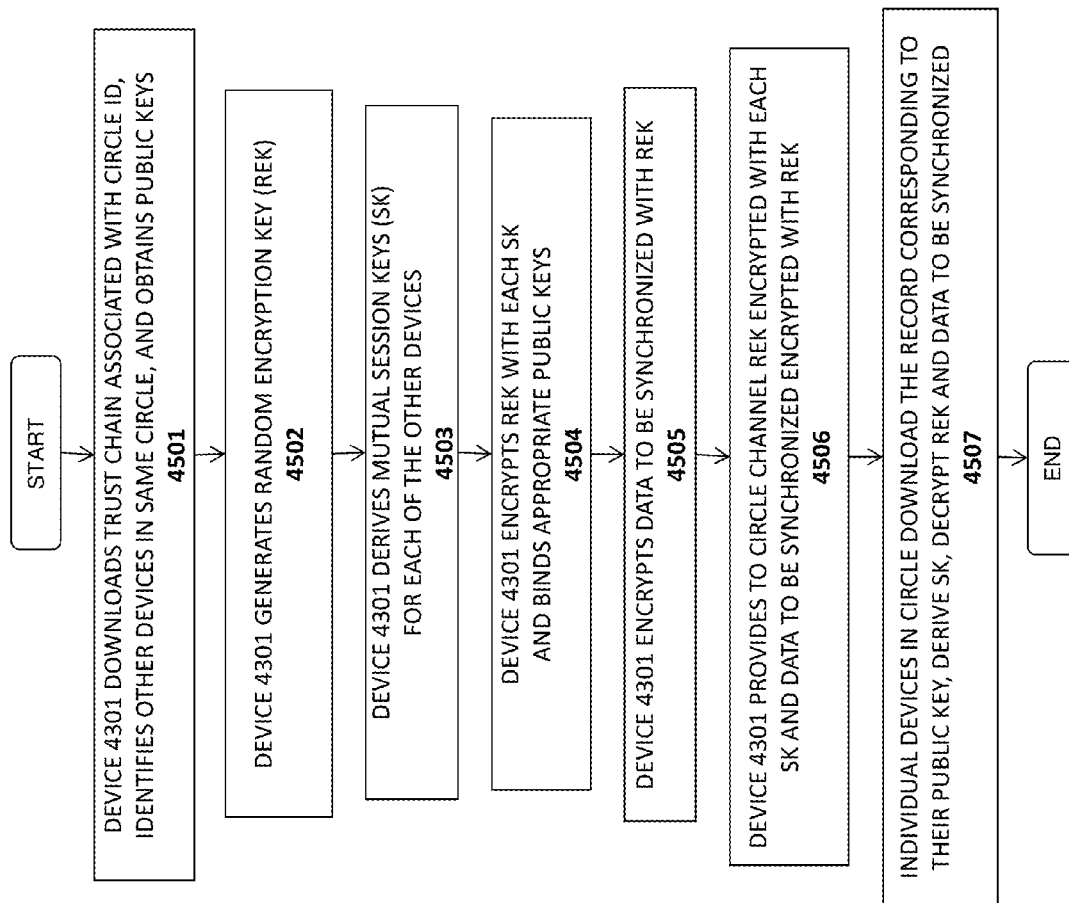 START
DEVICE 4301 DOWNLOADS TRUST CHAIN ASSOCIATED WITH CIRCLE ID,
IDENTIFIES OTHER DEVICES IN SAME CIRCLE, AND OBTAINS PUBLIC KEYS
4501
DEVICE 4301 GENERATES RANDOM ENCRYPTION KEY (REK)
4502
DEVICE 4301 DERIVES MUTUAL SESSION KEYS (SK)
FOR EACH OF THE OTHER DEVICES
4503
DEVICE 4301 ENCRYPTS REK WITH EACH SK
AND BINDS APPROPRIATE PUBLIC KEYS
4504
DEVICE 4301 ENCRYPTS DATA TO BE SYNCHRONIZED WITH REK
4505
DEVICE 4301 PROVIDES TO CIRCLE CHANNEL REK ENCRYPTED WITH EACH
SK AND DATA TO BE SYNCHRONIZED ENCRYPTED WITH REK
4506
INDIVIDUAL DEVICES IN CIRCLE DOWNLOAD THE RECORD CORRESPONDING TO
THEIR PUBLIC KEY, DERIVE SK, DECRYPT REK AND DATA TO BE SYNCHRONIZED
4507
END